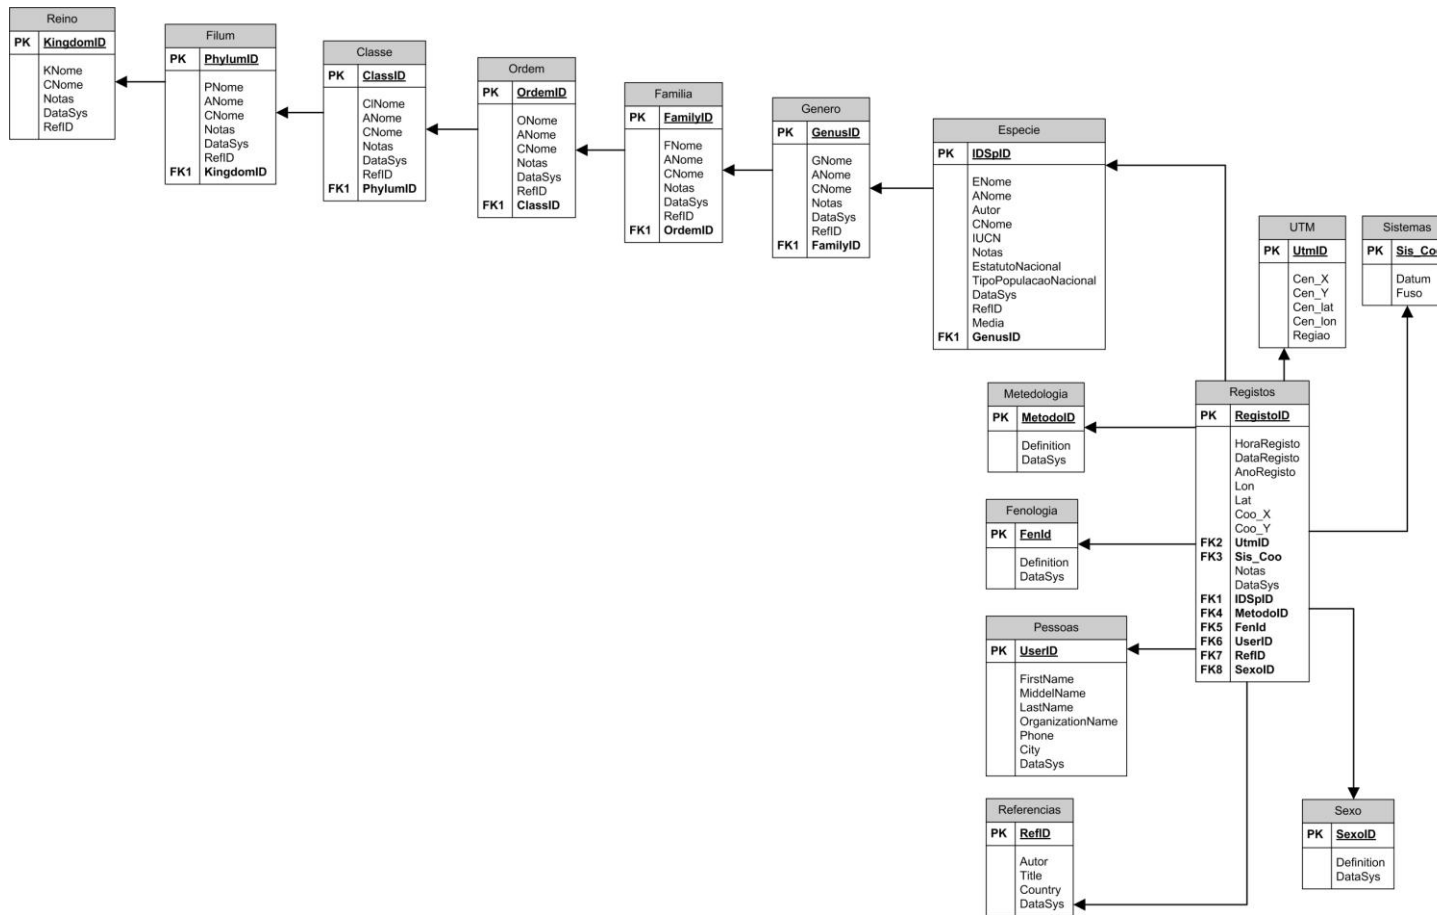 Reino
PK KingdomID
KNome
CNome
Notas
DataSys
RefID
Filum
PK PhylumID
PNome
ANome
CNome
Notas
DataSys
RefID
FK1 KingdomID
Classe
PK ClassID
ClNome
ANome
CNome
Notas
DataSys
RefID
FK1 PhylumID
Ordem
PK OrdemID
ONome
ANome
CNome
Notas
DataSys
RefID
FK1 ClassID
Familia
PK FamilyID
FNome
ANome
CNome
Notas
DataSys
RefID
FK1 OrdemID
Genero
PK GenusID
GNome
ANome
CNome
Notas
DataSys
RefID
FK1 FamilyID
Especie
PK IDSpID
ENome
ANome
Autor
CNome
IUCN
Notas
EstatutoNacional
TipoPopulacaoNacional
DataSys
RefID
Media
FK1 GenusID
UTM
PK UtmID
Cen_X
Cen_Y
Cen_lat
Cen_lon
Regiao
Sistemas
PK Sis_Coo
Datum
Fuso
Metedologia
PK MetodoID
Definition
DataSys
Registos
PK RegistoID
HoraRegisto
DataRegisto
AnoRegisto
Lon
Lat
Coo_X
Coo_Y
FK2 UtmID
FK3 Sis_Coo
Notas
DataSys
FK1 IDSpID
FK4 MetodoID
FK5 FenId
FK6 UserID
FK7 RefID
FK8 SexoID
Fenologia
PK FenId
Definition
DataSys
Pessoas
PK UserID
FirstName
MiddelName
LastName
OrganizationName
Phone
City
DataSys
Referencias
PK RefID
Autor
Title
Country
DataSys
Sexo
PK SexoID
Definition
DataSys